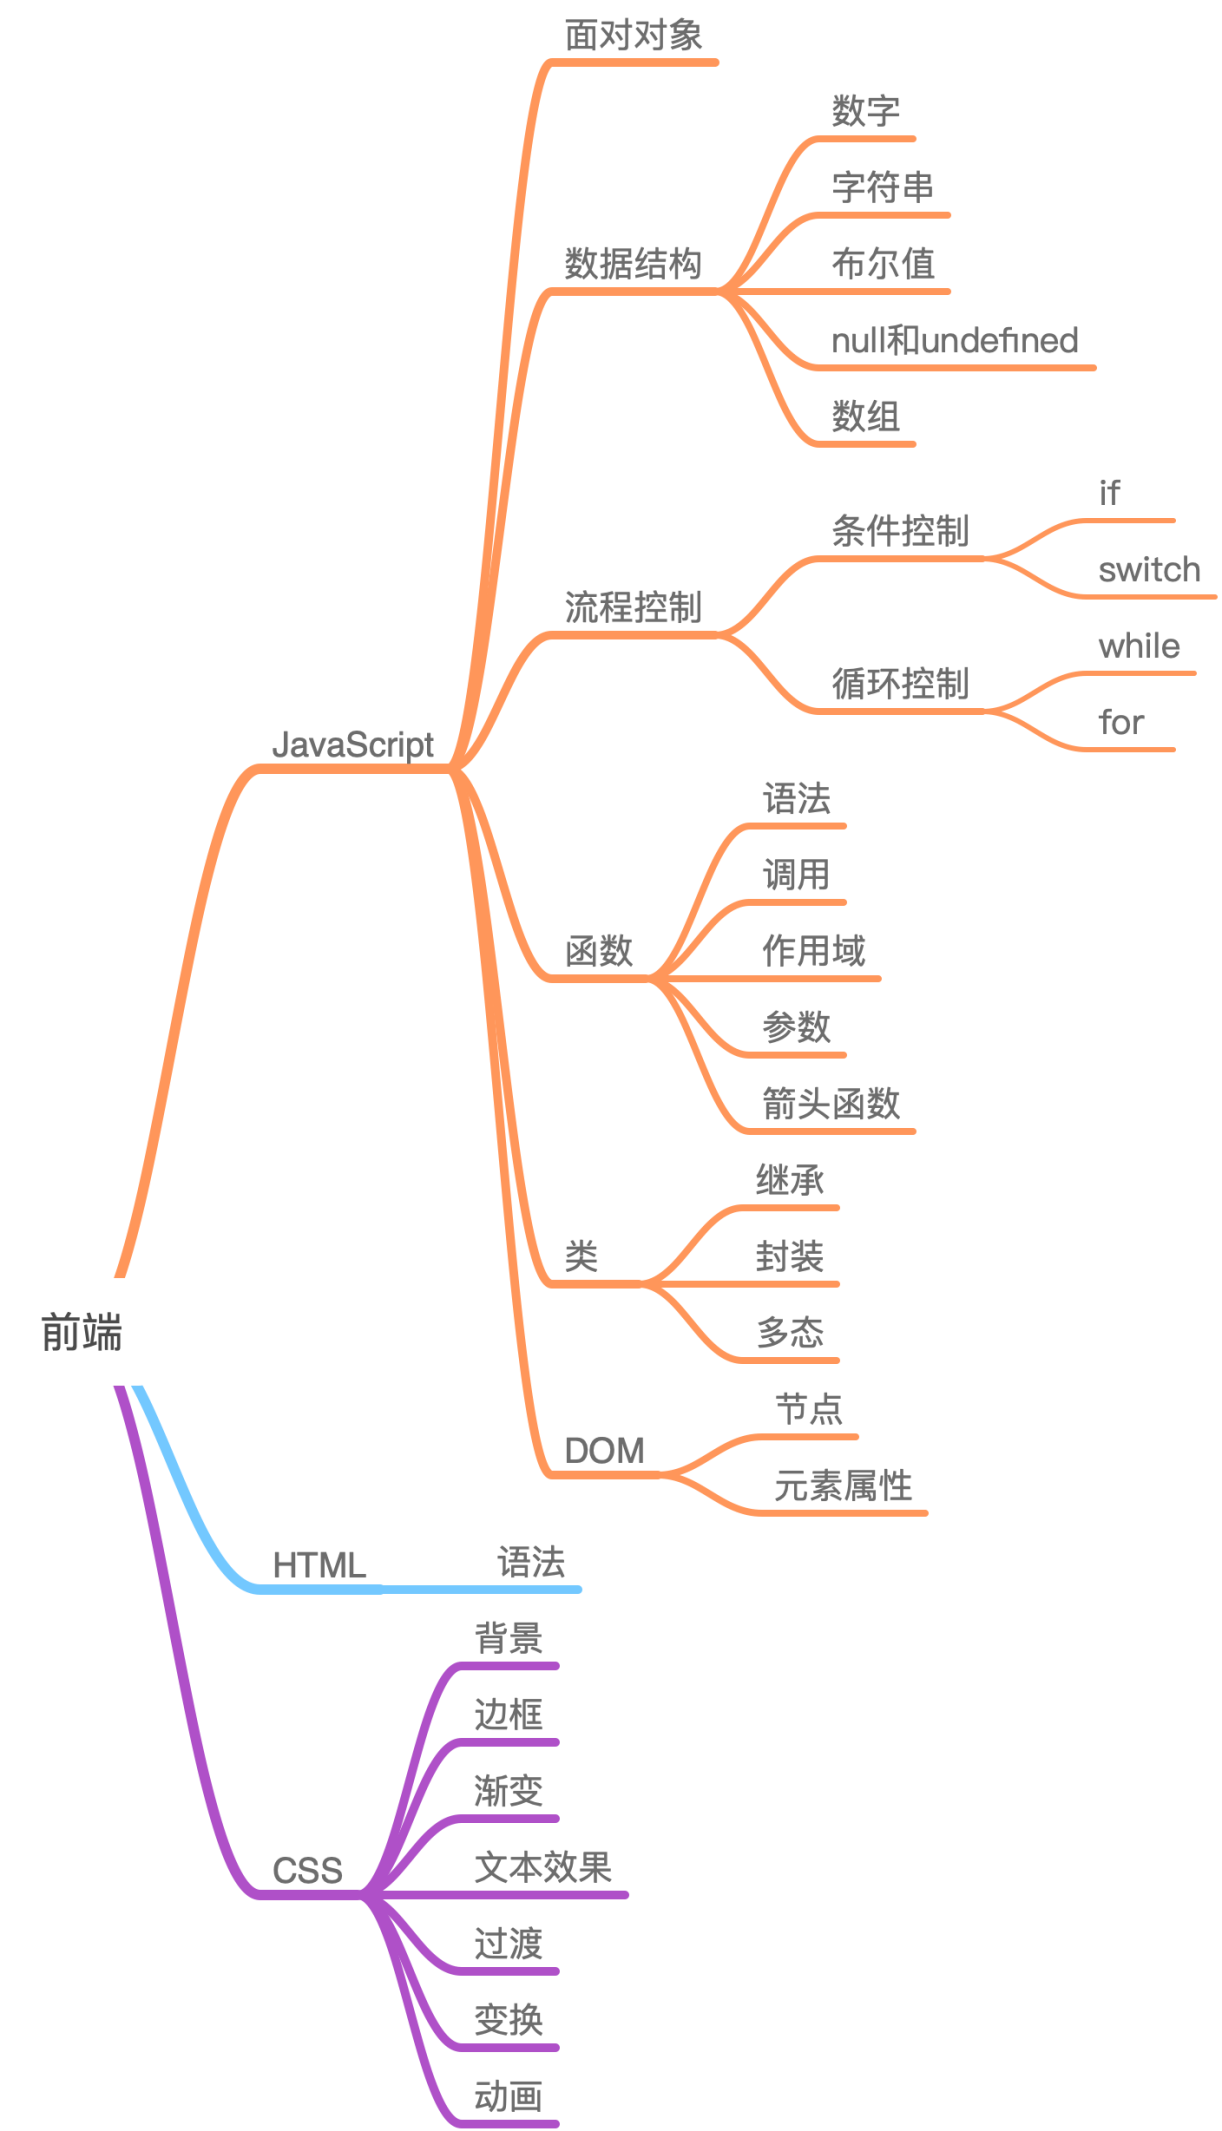 前端
JavaScript
面对对象
数据结构
数字
字符串
布尔值
null和undefined
数组
流程控制
条件控制
if
switch
循环控制
while
for
函数
语法
调用
作用域
参数
箭头函数
类
继承
封装
多态
DOM
节点
元素属性
HTML
语法
CSS
背景
边框
渐变
文本效果
过渡
变换
动画